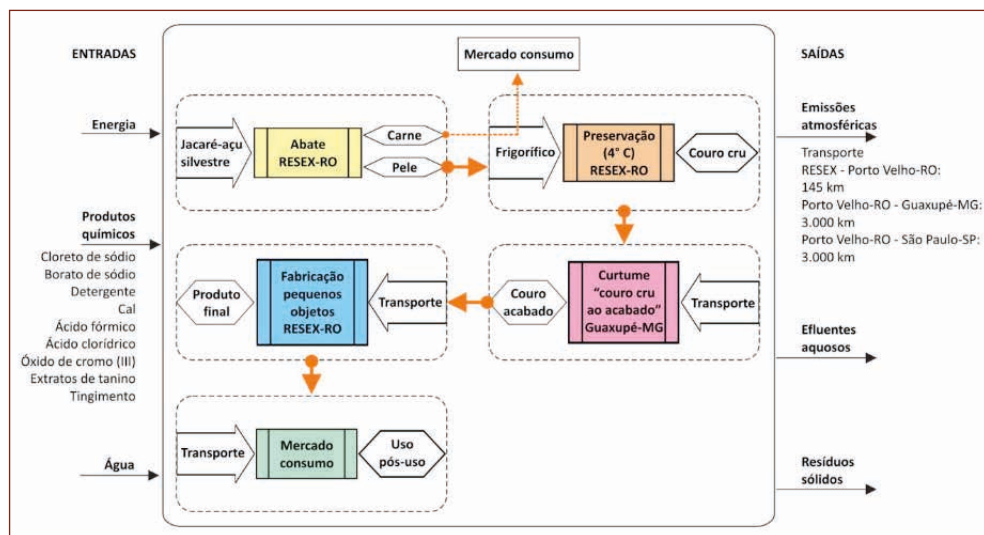 ENTRADAS
Energia
Produtos
químicos
Cloreto de sódio
Borato de sódio
Detergente
Cal
Ácido fórmico
Ácido clorídrico
Óxido de cromo (III)
Extratos de tanino
Tingimento
Água
Mercado consumo
Jacaré-açu
silvestre
Abate
RESEX-RO
Carne
Pele
Frigorífico
Preservação
(4° C)
RESEX-RO
Couro cru
Produto
final
Fabricação
pequenos
objetos
RESEX-RO
Transporte
Couro
acabado
Curtume
“couro cru
ao acabado”
Guaxupé-MG
Transporte
Transporte
Mercado
consumo
Uso
pós-uso
SAÍDAS
Emissões
atmosféricas
Transporte
RESEX - Porto Velho-RO:
145 km
Porto Velho-RO - Guaxupé-MG:
3.000 km
Porto Velho-RO - São Paulo-SP:
3.000 km
Efluentes
aquosos
Resíduos
sólidos